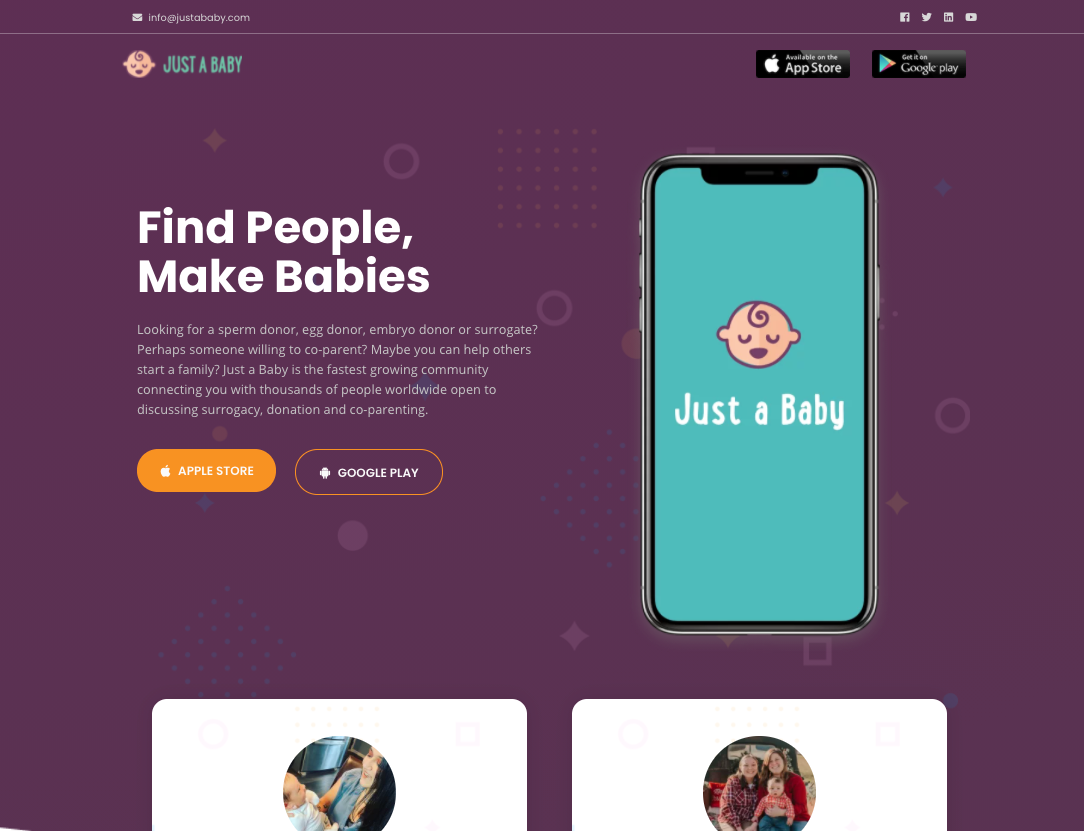 info@justababy.com
JUST A BABY
Available on the
App Store
Get it on
Google play
Find People,
Make Babies
Looking for a sperm donor, egg donor, embryo donor or surrogate?
Perhaps someone willing to co-parent? Maybe you can help others
start a family? Just a Baby is the fastest growing community
connecting you with thousands of people worldwide open to
discussing surrogacy, donation and co-parenting.
APPLE STORE
GOOGLE PLAY
Just a Baby